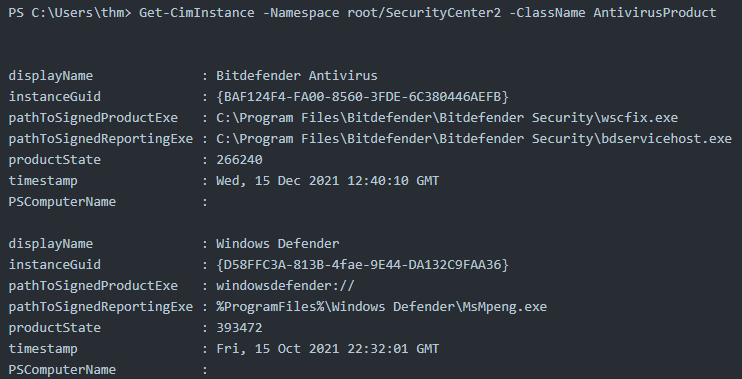 PS C:\Users\thm> Get-CimInstance -Namespace root/SecurityCenter2 -ClassName AntivirusProduct
displayName : Bitdefender Antivirus
instanceGuid : {BAF124F4-FA00-8560-3FDE-6C380446AEFB}
pathToSignedProductExe : C:\Program Files\Bitdefender\Bitdefender Security\wscfix.exe
pathToSignedReportingExe : C:\Program Files\Bitdefender\Bitdefender Security\bdservicehost.exe
productState : 266240
timestamp : Wed, 15 Dec 2021 12:40:10 GMT
PSComputerName :
displayName : Windows Defender
instanceGuid : {D58FFC3A-813B-4fae-9E44-DA132C9FAA36}
pathToSignedProductExe : windowsdefender://
pathToSignedReportingExe : %ProgramFiles%\Windows Defender\MsMpeng.exe
productState : 393472
timestamp : Fri, 15 Oct 2021 22:32:01 GMT
PSComputerName :